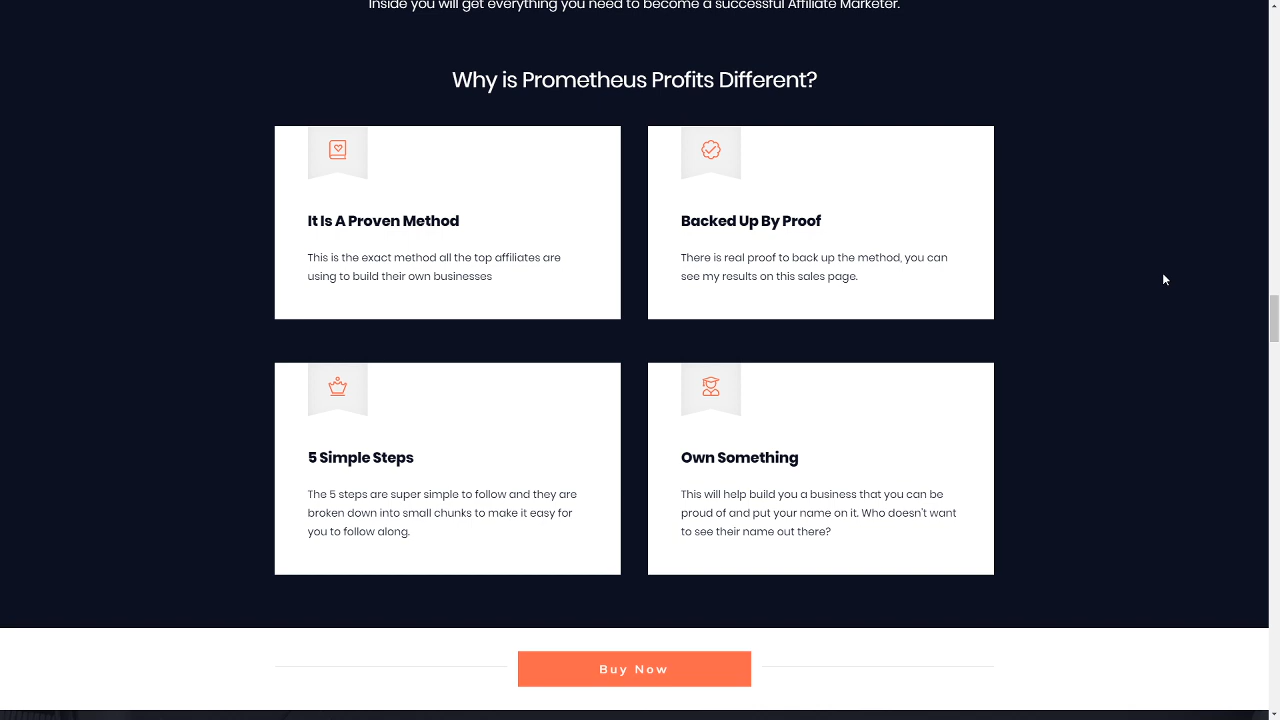 Inside you will get everything you need to become a successful Affiliate Marketer.
Why is Prometheus Profits Different?
It Is A Proven Method
This is the exact method all the top affiliates are
using to build their own businesses
Backed Up By Proof
There is real proof to back up the method, you can
see my results on this sales page.
5 Simple Steps
The 5 steps are super simple to follow and they are
broken down into small chunks to make it easy for
you to follow along.
Own Something
This will help build you a business that you can be
proud of and put your name on it. Who doesn't want
to see their name out there?
Buy Now